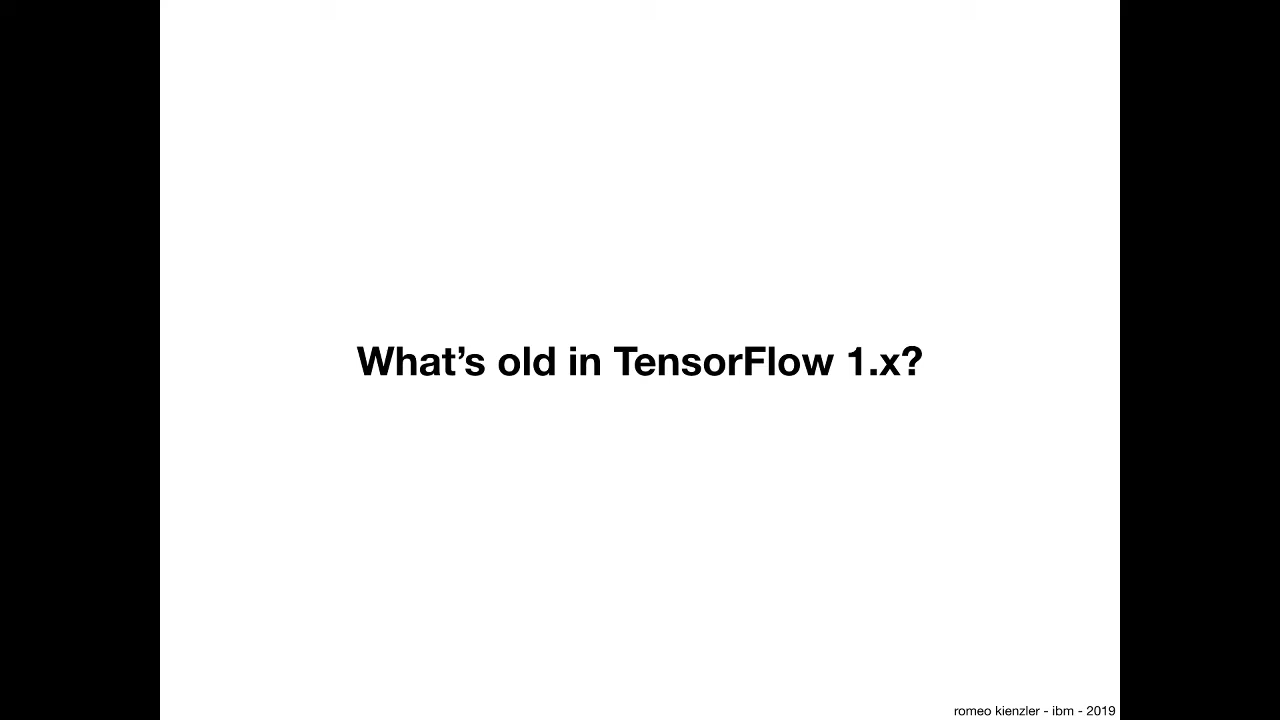 What’s old in TensorFlow 1.x?
romeo kienzler - ibm - 2019